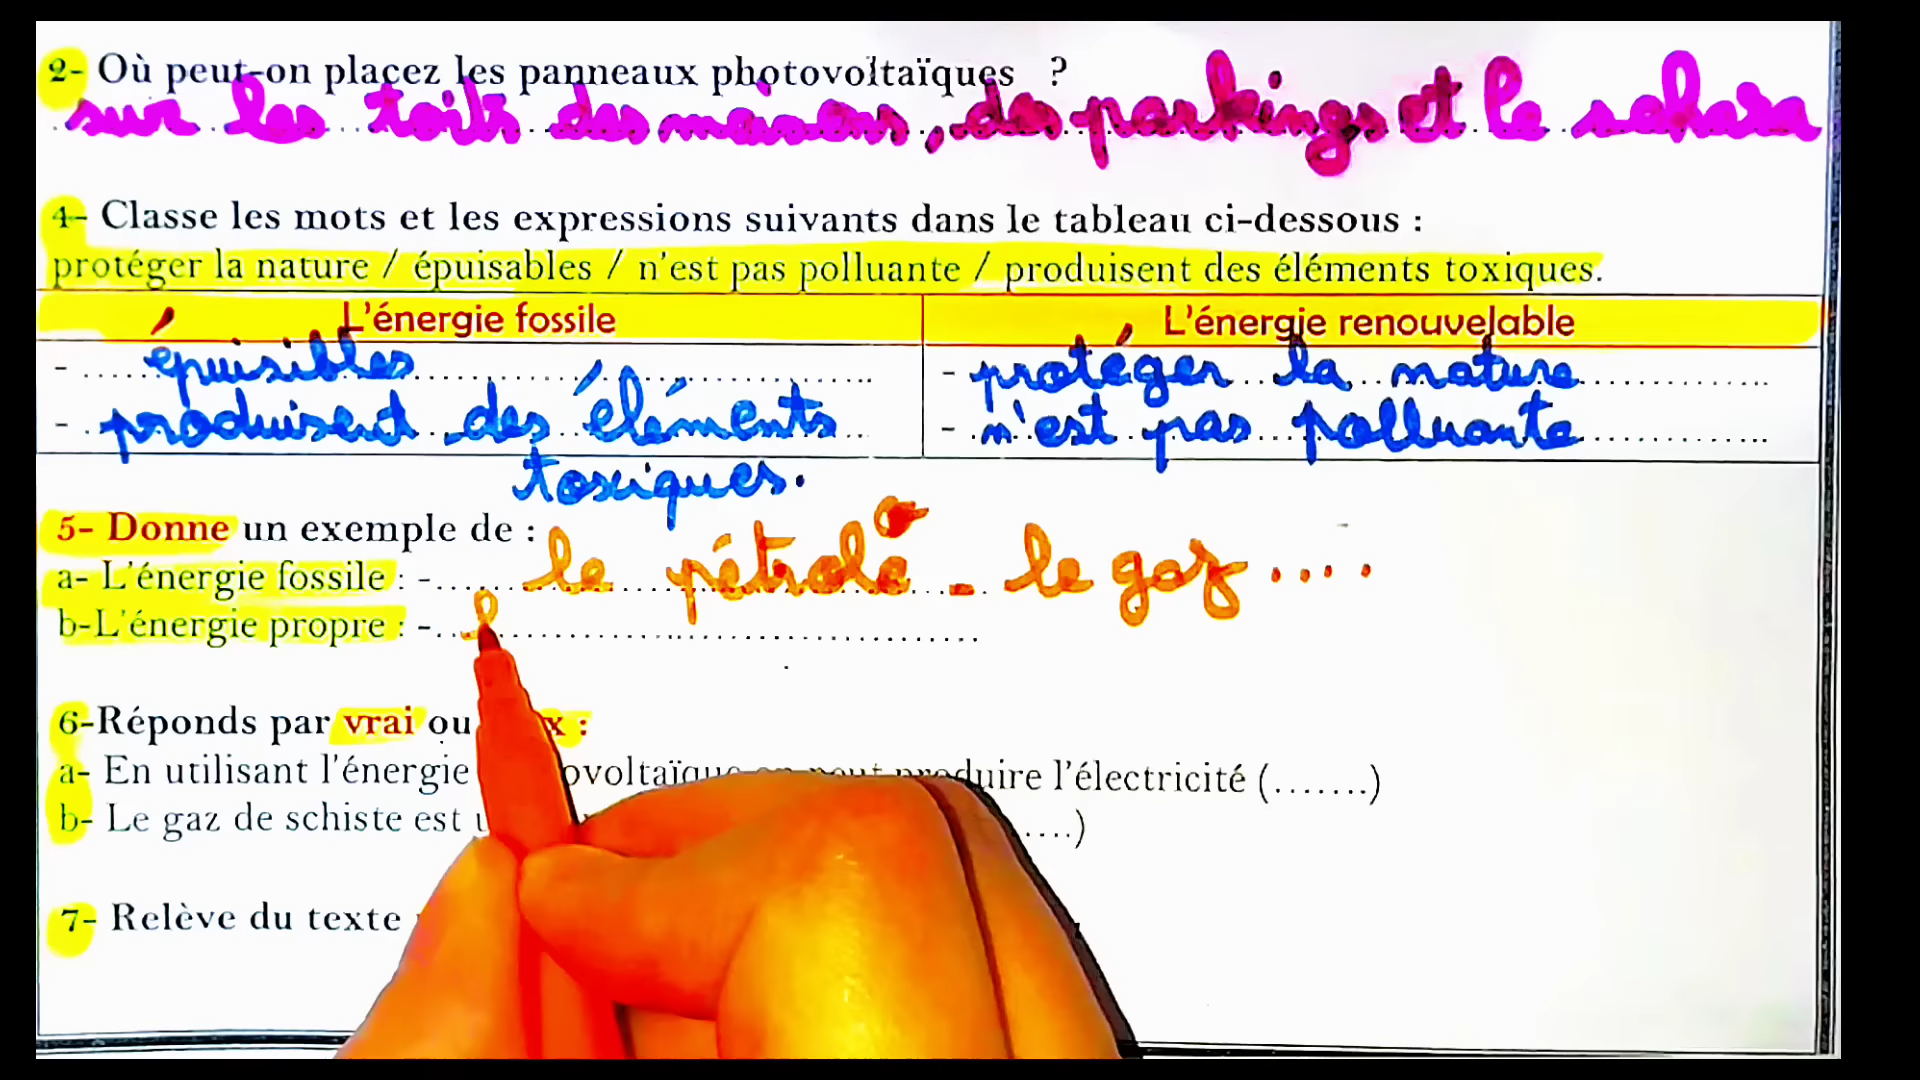 2- Où peut-on placez les panneaux photovoltaïques ?
sur les toits des maisons, des parkings et le sahara
4- Classe les mots et les expressions suivants dans le tableau ci-dessous :
protéger la nature / épuisables / n'est pas polluante / produisent des éléments toxiques.
L'énergie fossile L'énergie renouvelable
- épuisibles - protéger la nature
- produisent des éléments - n'est pas polluante
toxiques.
5- Donne un exemple de :
a- L'énergie fossile : -...... le pétrole - le gaz ....
b-L'énergie propre : -.. l
6-Réponds par vrai ou x :
a- En utilisant l'énergie produire l'électricité (.......)
b- Le gaz de schiste est ....)
7- Relève du texte